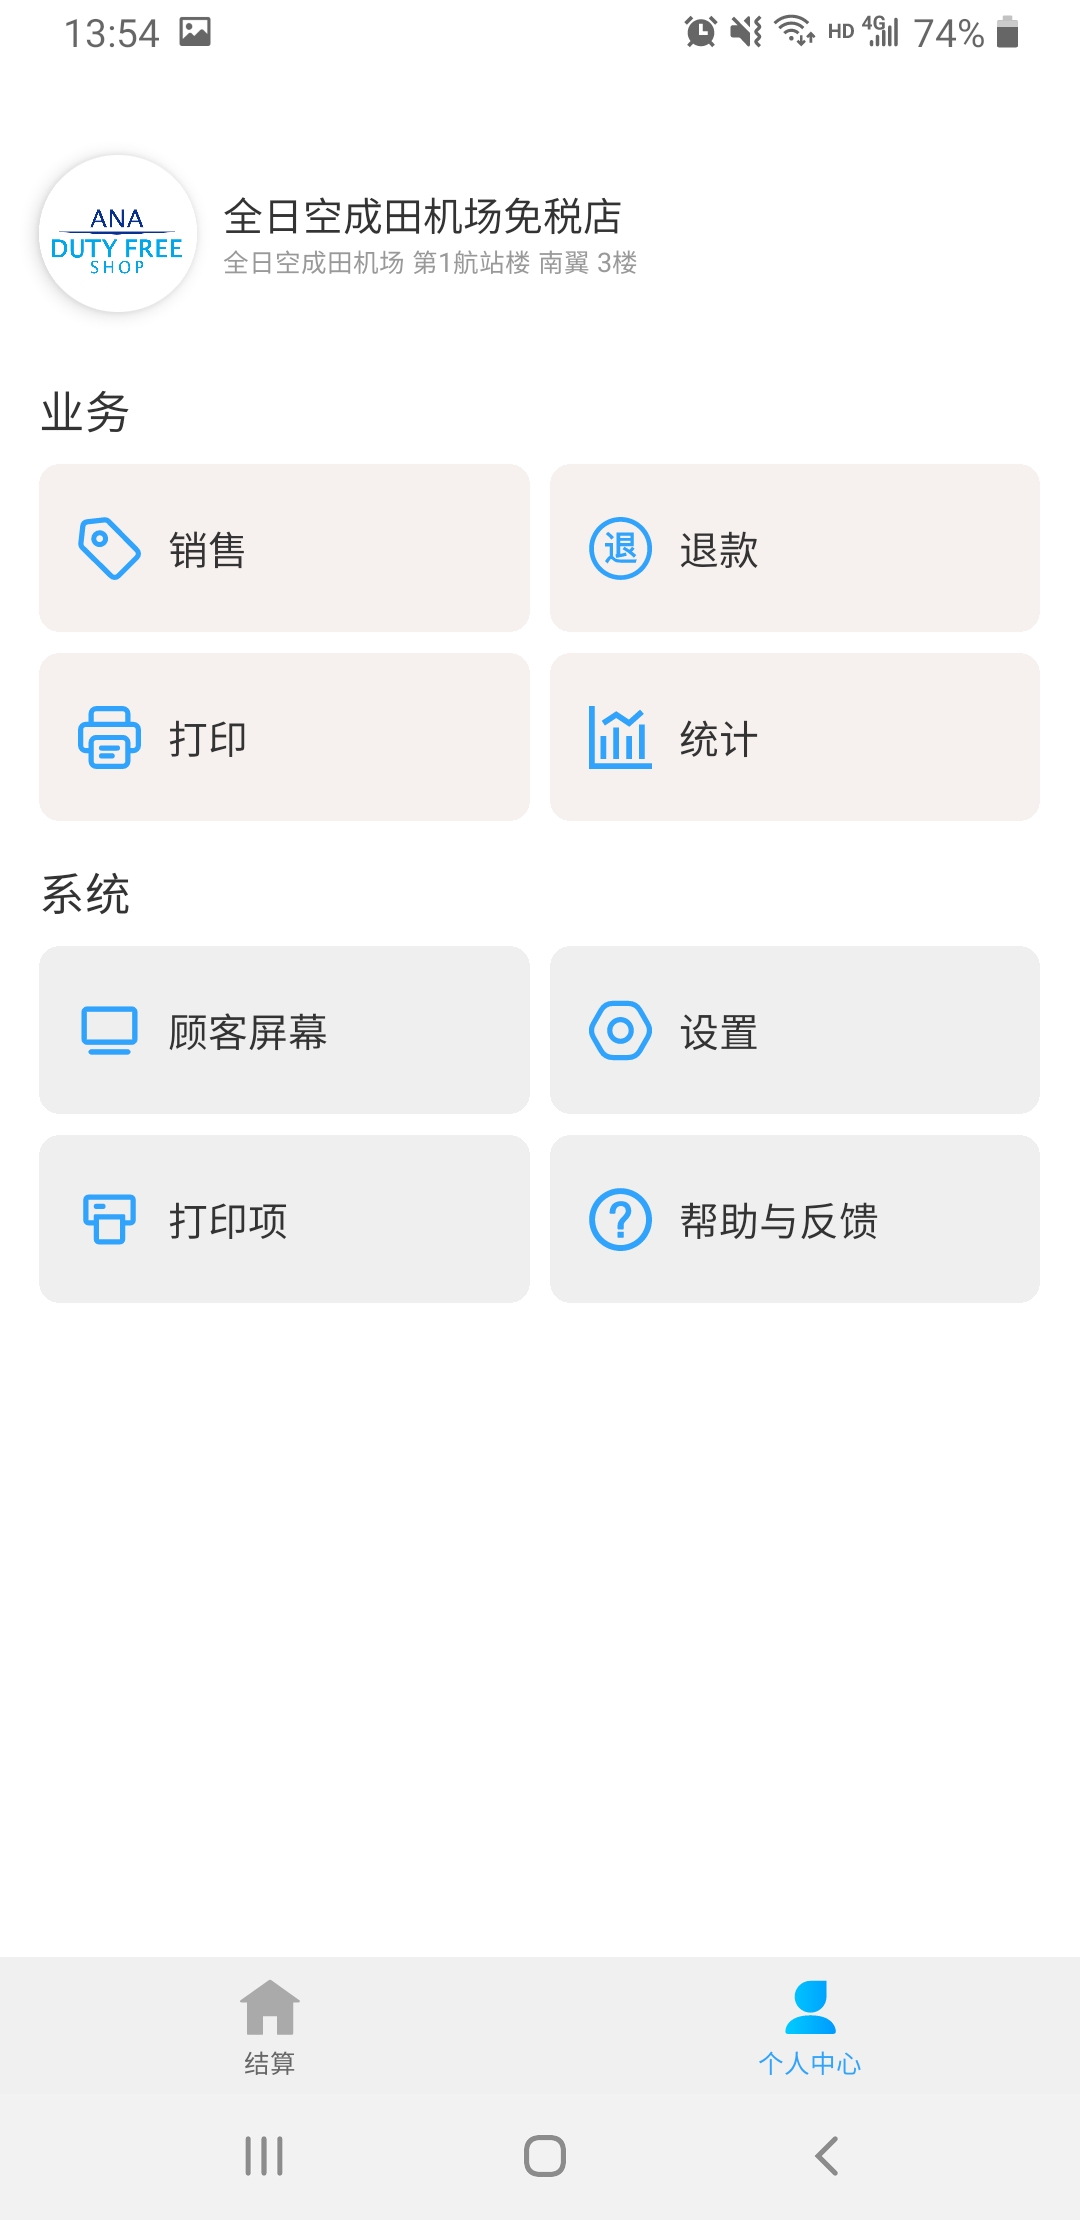 13:54
HD 4G 74%
ANA
DUTY FREE
SHOP
全日空成田机场免税店
全日空成田机场 第1航站楼 南翼 3楼
业务
销售
退 退款
打印
统计
系统
顾客屏幕
设置
打印项
? 帮助与反馈
结算
个人中心